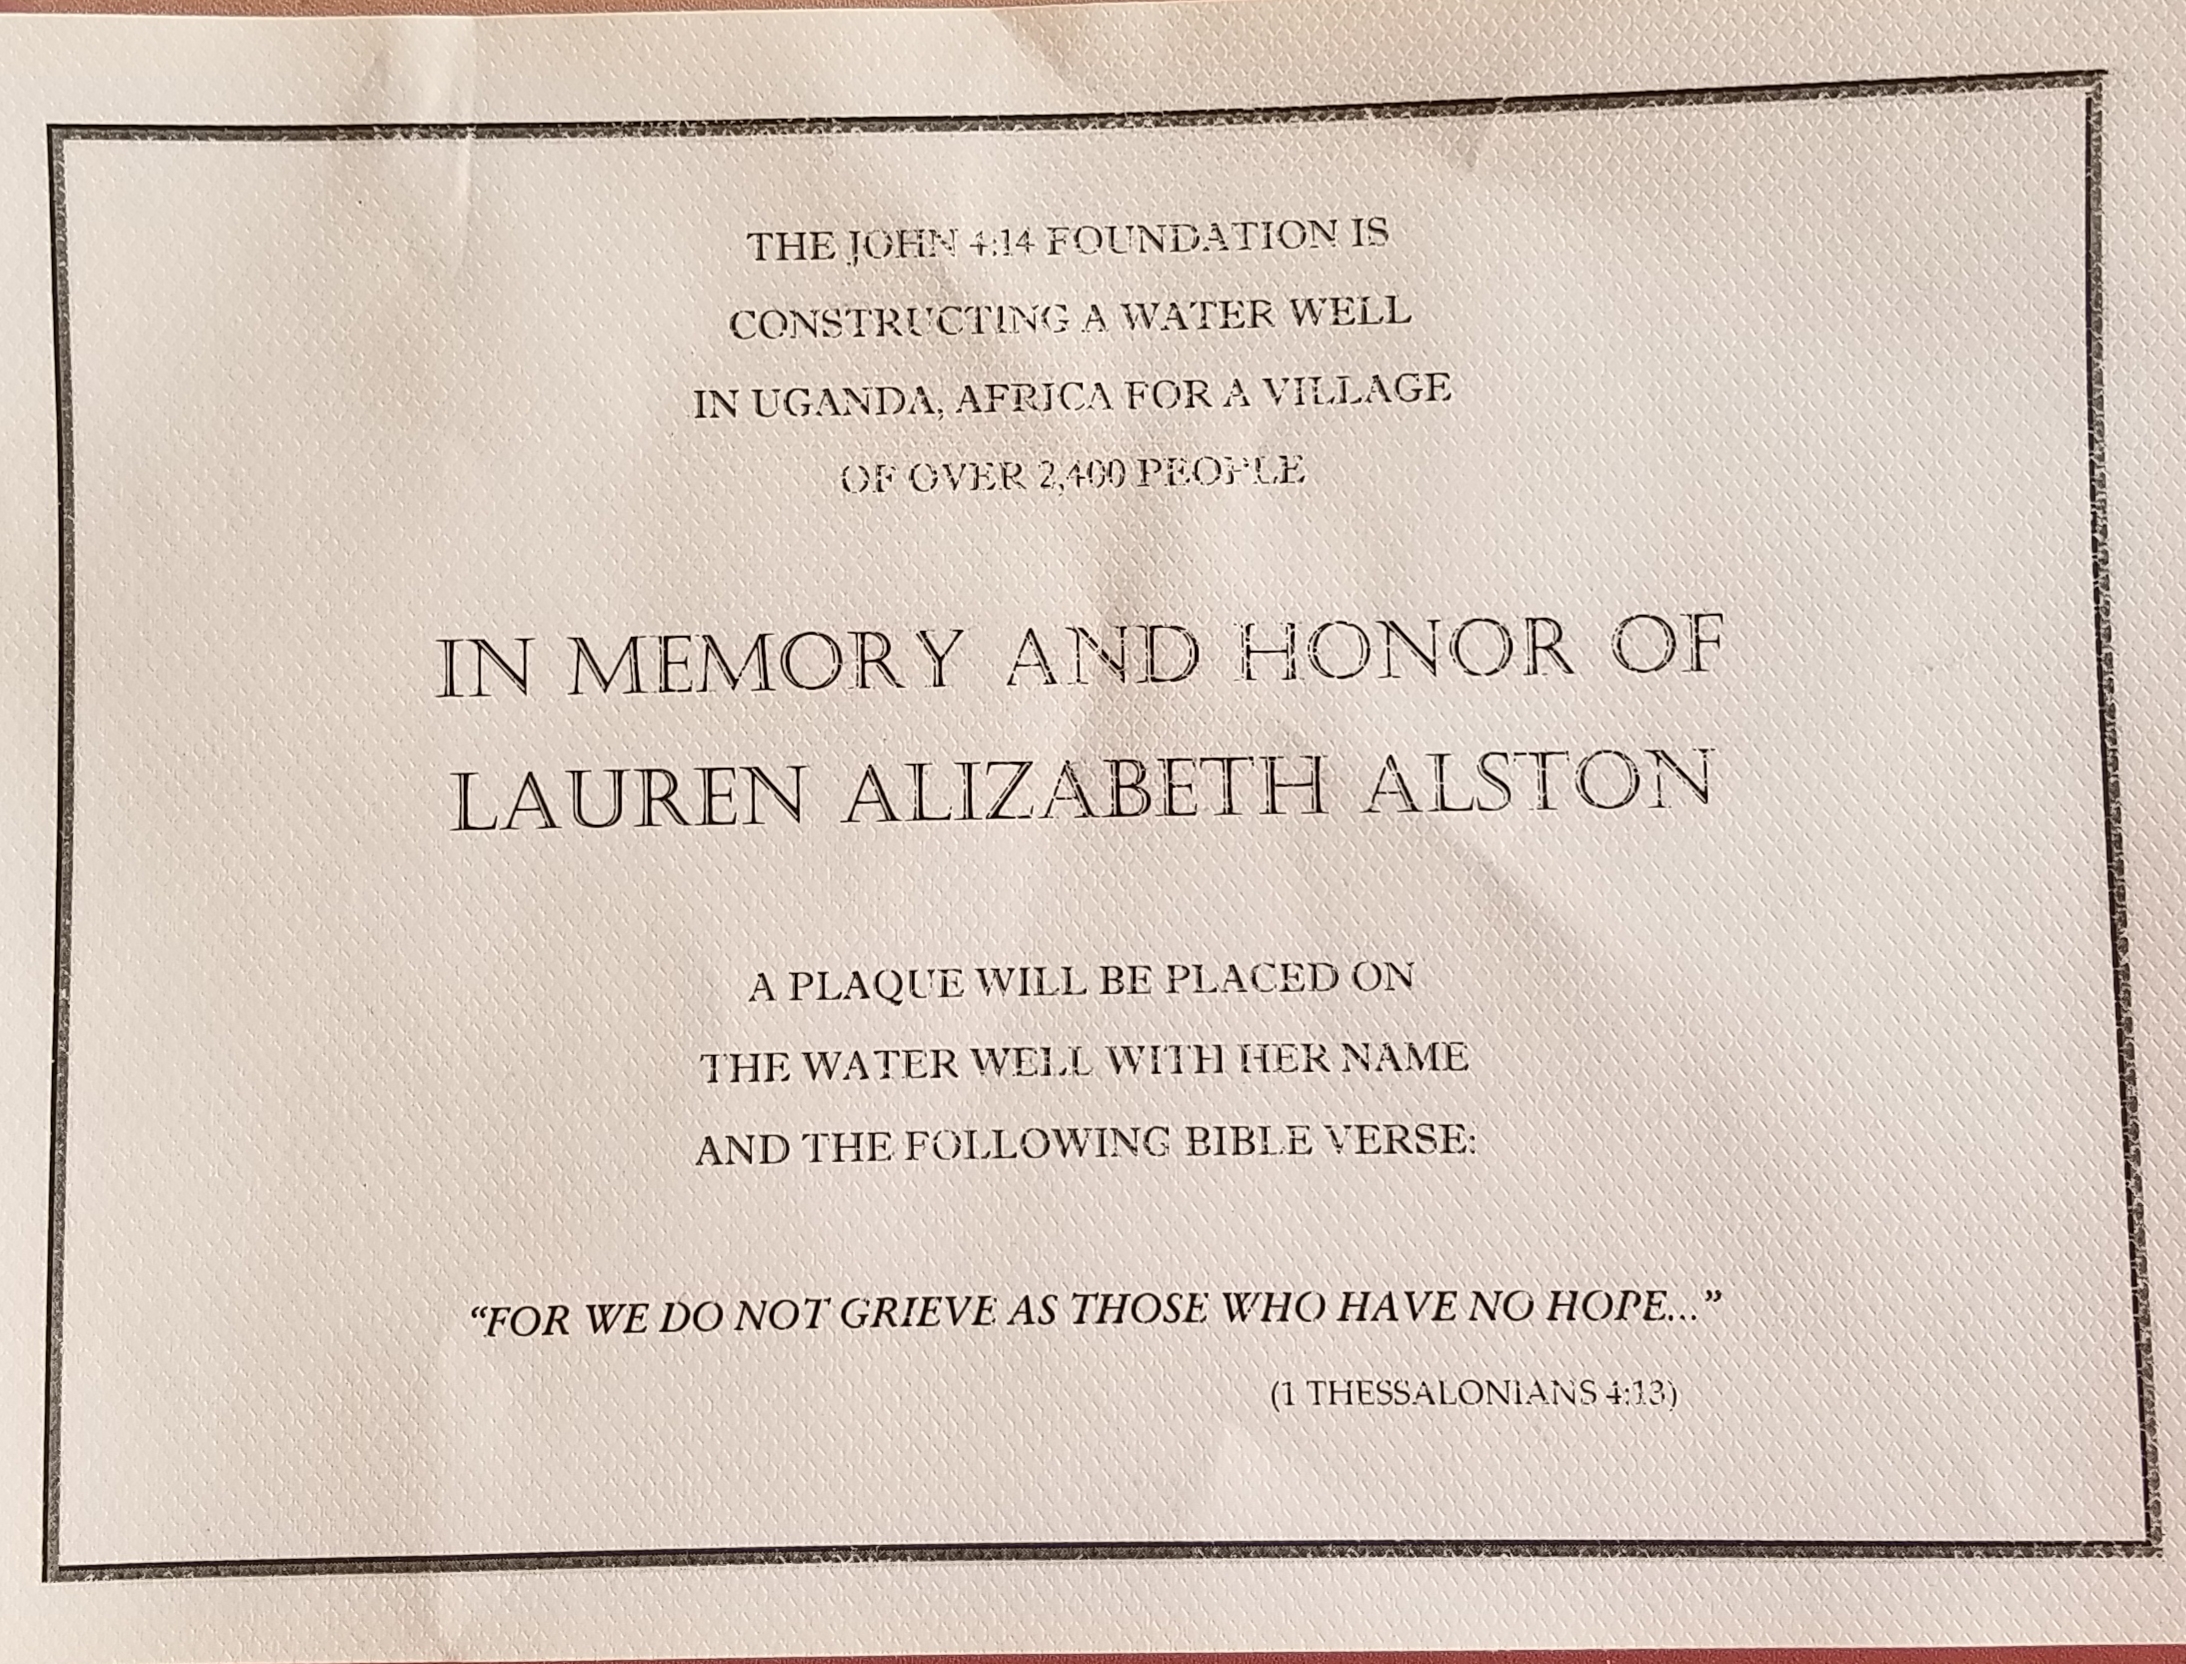 THE JOHN 4:14 FOUNDATION IS
CONSTRUCTING A WATER WELL
IN UGANDA, AFRICA FOR A VILLAGE
OF OVER 2,400 PEOPLE
IN MEMORY AND HONOR OF
LAUREN ALIZABETH ALSTON
A PLAQUE WILL BE PLACED ON
THE WATER WELL WITH HER NAME
AND THE FOLLOWING BIBLE VERSE:
“FOR WE DO NOT GRIEVE AS THOSE WHO HAVE NO HOPE...”
(1 THESSALONIANS 4:13)